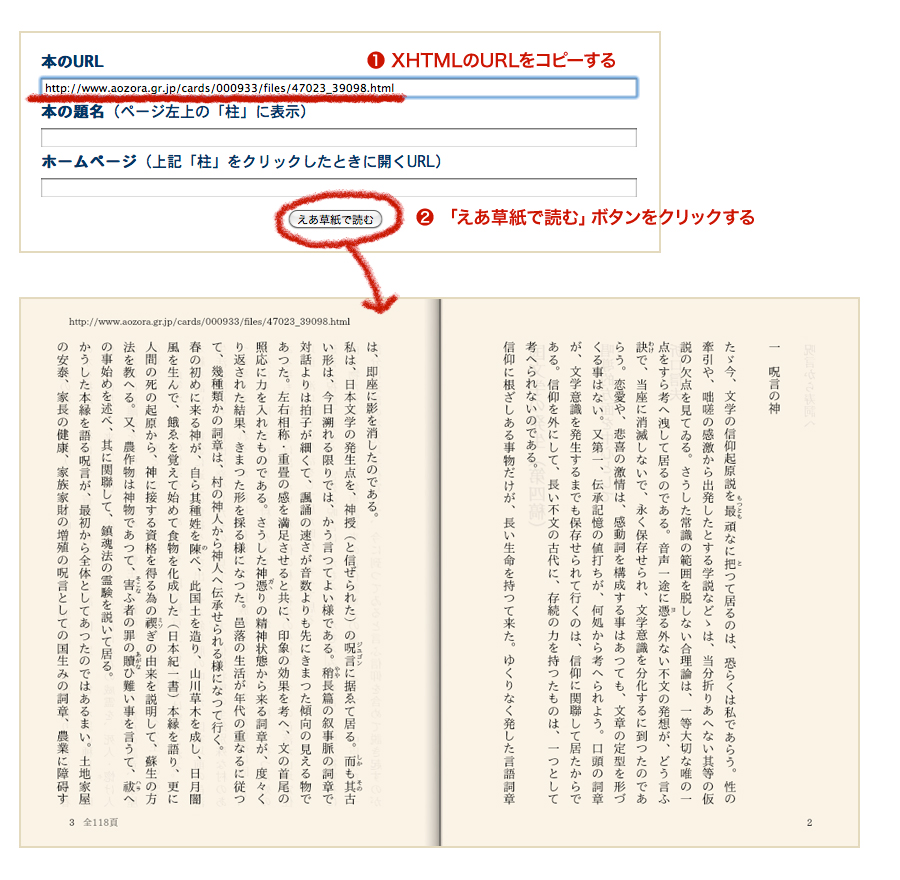 本のURL
❶ XHTMLのURLをコピーする
http://www.aozora.gr.jp/cards/000933/files/47023_39098.html
本の題名（ページ左上の「柱」に表示）
ホームページ（上記「柱」をクリックしたときに開くURL）
えあ草紙で読む
❷ 「えあ草紙で読む」ボタンをクリックする
http://www.aozora.gr.jp/cards/000933/files/47023_39098.html
一　呪言の神
たゞ今、文学の信仰起原説を最頑なに把つて居るのは、恐らくは私であらう。性の
牽引や、咄嗟の感激から出発したとする学説などゝは、当分折りあへない其等の仮
説の欠点を見てゐる。さうした常識の範囲を脱しない合理論は、一等大切な唯の一
点をすら考へ洩して居るのである。音声一途に憑る外ない不文の発想が、どう言ふ
訣で、当座に消滅しないで、永く保存せられ、文学意識を分化するに到つたのであ
らう。恋愛や、悲喜の激情は、感動詞を構成する事はあつても、文章の定型を形づ
くる事はない。又第一、伝承記憶の値打ちが、何処から考へられよう。口頭の詞章
が、文学意識を発生するまでも保存せられて行くのは、信仰に関聯して居たからで
ある。信仰を外にして、長い不文の古代に、存続の力を持つたものは、一つとして
考へられないのである。
信仰に根ざしある事物だけが、長い生命を持つて来た。ゆくりなく発した言語詞章
は、即座に影を消したのである。
私は、日本文学の発生点を、神授（と信ぜられた）の呪言に据ゑて居る。而も其古
い形は、今日溯れる限りでは、かう言つてよい様である。稍長篇の叙事脈の詞章で
対話よりは拍子が細くて、諷誦の速さが音数よりも先にきまつた傾向の見える物で
あつた。左右相称・重畳の感を満足させると共に、印象の効果を考へ、文の首尾の
照応に力を入れたものである。さうした神憑りの精神状態から来る詞章が、度々く
り返された結果、きまつた形を採る様になつた。邑落の生活が年代の重なるに従つ
て、幾種類かの詞章は、村の神人から神人へ伝承せられる様になつて行く。
春の初めに来る神が、自ら其種姓を陳べ、此国土を造り、山川草木を成し、日月闇
風を生んで、餓ゑを覚えて始めて食物を化成した（日本紀一書）本縁を語り、更に
人間の死の起原から、神に接する資格を得る為の禊ぎの由来を説明して、蘇生の方
法を教へる。又、農作物は神物であつて、害ふ者の罪の贖ひ難い事を言うて、祓へ
の事始めを述べ、其に関聯して、鎮魂法の霊験を説いて居る。
かうした本縁を語る呪言が、最初から全体としてあつたのではあるまい。土地家屋
の安泰、家長の健康、家族家財の増殖の呪言としての国生みの詞章、農業に障碍す
3 全118頁
2